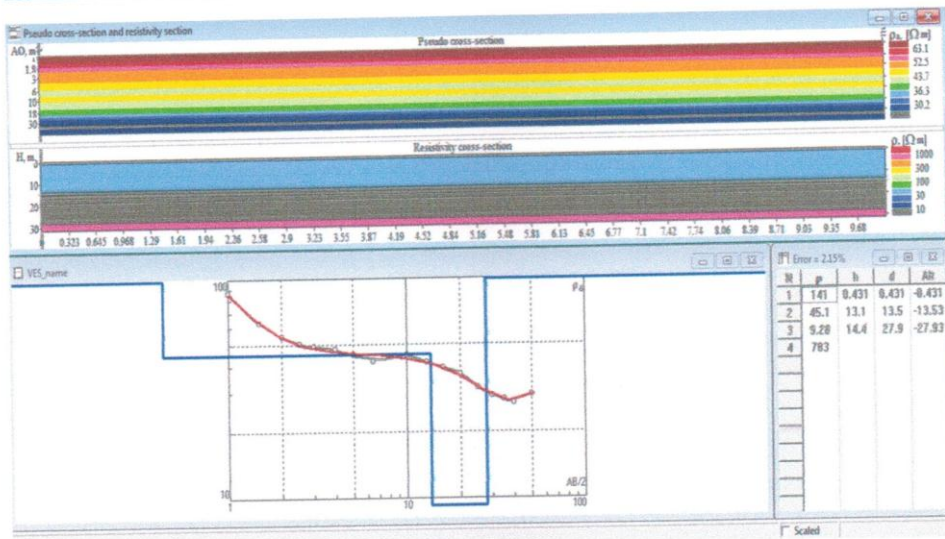 Pseudo cross-section and resistivity section
Pseudo cross-section
AO, m
1
1.5
3
6
10
18
30
ρa, [Ω m]
63.1
52.5
43.7
36.3
30.2
Resistivity cross-section
H, m
0
10
20
30
ρ, [Ω m]
1000
300
100
30
10
0.323 0.645 0.968 1.29 1.61 1.94 2.26 2.58 2.9 3.23 3.55 3.87 4.19 4.52 4.84 5.16 5.48 5.81 6.13 6.45 6.77 7.1 7.42 7.74 8.06 8.39 8.71 9.03 9.35 9.68
VES_name
100
ρa
10
1 10 100
AB/2
Error = 2.15%
N ρ h d Alt
1 141 0.431 0.431 -0.431
2 45.1 13.1 13.5 -13.53
3 9.28 14.4 27.9 -27.93
4 783
Scaled